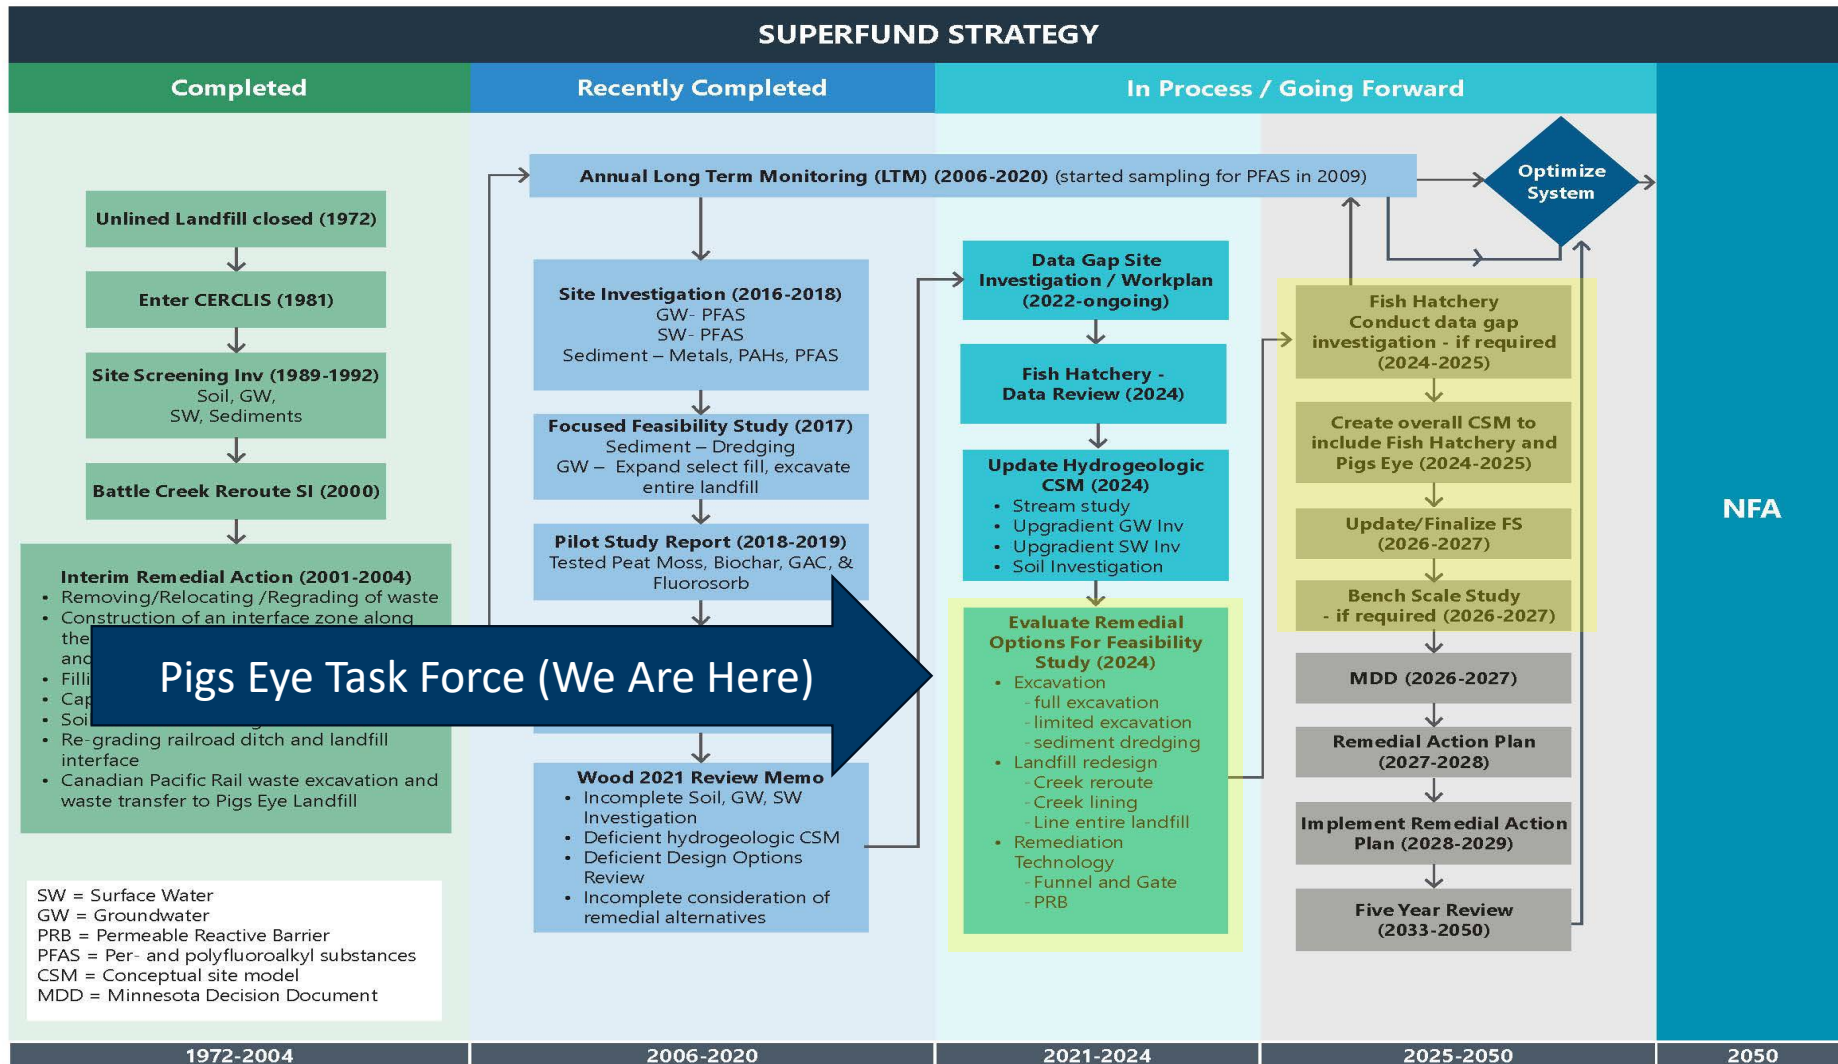 SUPERFUND STRATEGY
Completed
Recently Completed
In Process / Going Forward
Unlined Landfill closed (1972)
Enter CERCLIS (1981)
Site Screening Inv (1989-1992)
Soil, GW,
SW, Sediments
Battle Creek Reroute SI (2000)
Interim Remedial Action (2001-2004)
• Removing/Relocating /Regrading of waste
• Construction of an interface zone along
the
and
• Filli
• Cap
• Soi
• Re-grading railroad ditch and landfill
interface
• Canadian Pacific Rail waste excavation and
waste transfer to Pigs Eye Landfill
SW = Surface Water
GW = Groundwater
PRB = Permeable Reactive Barrier
PFAS = Per- and polyfluoroalkyl substances
CSM = Conceptual site model
MDD = Minnesota Decision Document
Annual Long Term Monitoring (LTM) (2006-2020) (started sampling for PFAS in 2009)
Site Investigation (2016-2018)
GW- PFAS
SW- PFAS
Sediment – Metals, PAHs, PFAS
Focused Feasibility Study (2017)
Sediment – Dredging
GW – Expand select fill, excavate
entire landfill
Pilot Study Report (2018-2019)
Tested Peat Moss, Biochar, GAC, &
Fluorosorb
Pigs Eye Task Force (We Are Here)
Wood 2021 Review Memo
• Incomplete Soil, GW, SW
Investigation
• Deficient hydrogeologic CSM
• Deficient Design Options
Review
• Incomplete consideration of
remedial alternatives
Data Gap Site
Investigation / Workplan
(2022-ongoing)
Fish Hatchery -
Data Review (2024)
Update Hydrogeologic
CSM (2024)
• Stream study
• Upgradient GW Inv
• Upgradient SW Inv
• Soil Investigation
Evaluate Remedial
Options For Feasibility
Study (2024)
• Excavation
- full excavation
- limited excavation
- sediment dredging
• Landfill redesign
- Creek reroute
- Creek lining
- Line entire landfill
• Remediation
Technology
- Funnel and Gate
- PRB
Optimize
System
Fish Hatchery
Conduct data gap
investigation - if required
(2024-2025)
Create overall CSM to
include Fish Hatchery and
Pigs Eye (2024-2025)
Update/Finalize FS
(2026-2027)
Bench Scale Study
- if required (2026-2027)
MDD (2026-2027)
Remedial Action Plan
(2027-2028)
Implement Remedial Action
Plan (2028-2029)
Five Year Review
(2033-2050)
NFA
1972-2004
2006-2020
2021-2024
2025-2050
2050